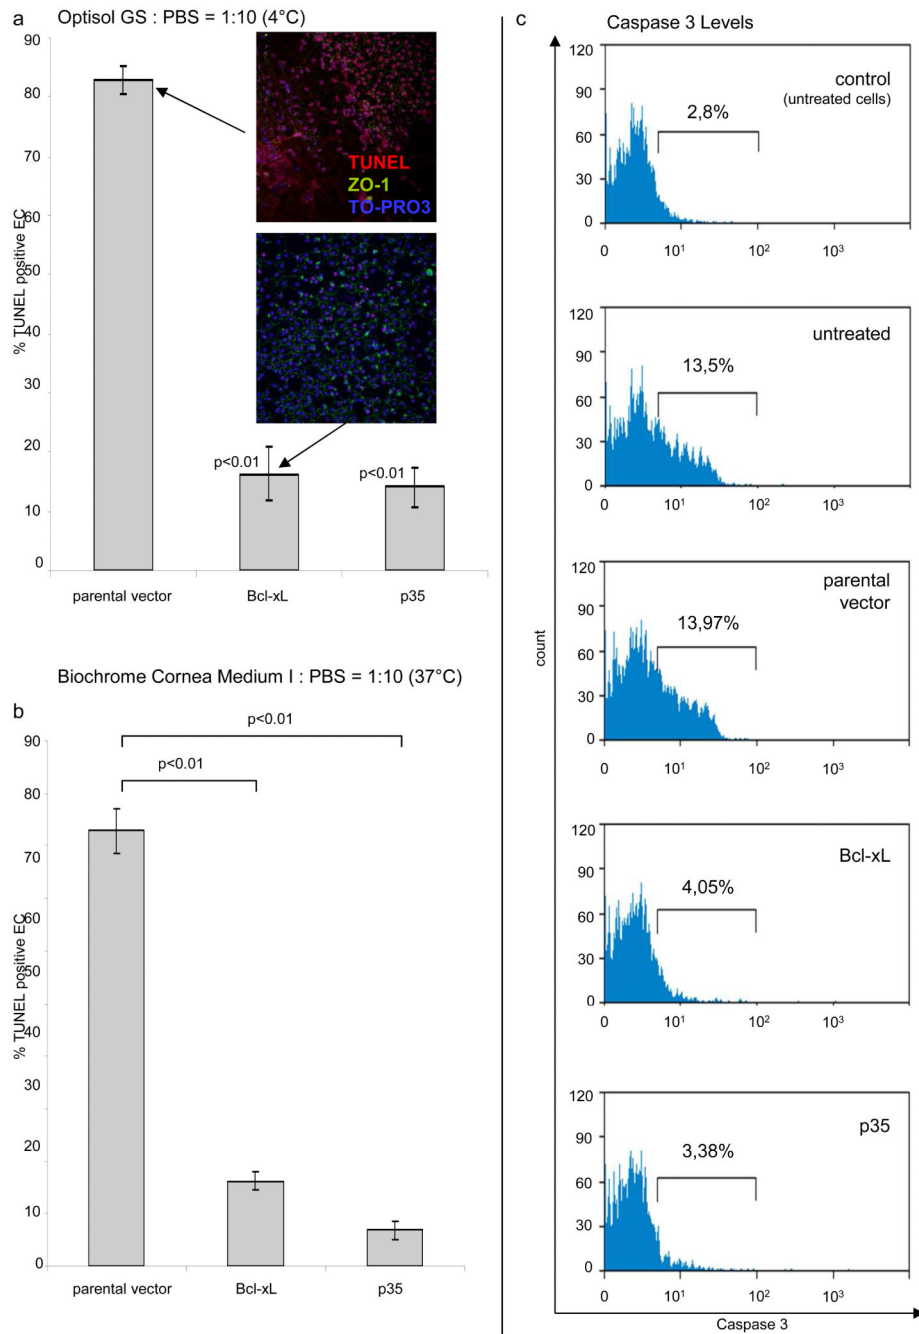 a
Optisol GS : PBS = 1:10 (4°C)
90
80
70
60
50
40
30
20
10
0
% TUNEL positive EC
TUNEL
ZO-1
TO-PRO3
p<0.01
p<0.01
parental vector
Bcl-xL
p35
Biochrome Cornea Medium I : PBS = 1:10 (37°C)
b
p<0.01
p<0.01
90
80
70
60
50
40
30
20
10
0
% TUNEL positive EC
parental vector
Bcl-xL
p35
c
Caspase 3 Levels
120
90
60
30
0
control
(untreated cells)
2,8%
0
10¹
10²
10³
120
90
60
30
0
untreated
13,5%
0
10¹
10²
10³
120
90
60
30
0
parental
vector
13,97%
0
10¹
10²
10³
count
120
90
60
30
0
Bcl-xL
4,05%
0
10¹
10²
10³
120
90
60
30
0
p35
3,38%
0
10¹
10²
10³
Caspase 3